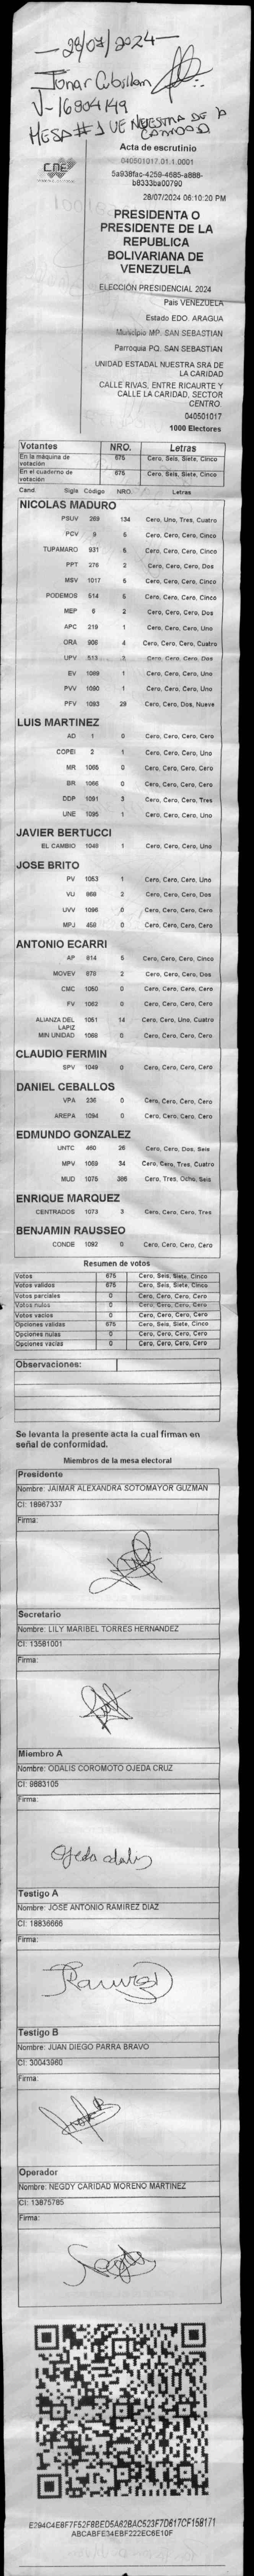 28/07/2024
Jonar Cubillan
V-16804149
MESA #1 UE NUESTRA SRA DE LA
CARIDAD
CNE
Acta de escrutinio
040501017.01.1.0001
5a938fac-4259-4685-a888-
b8333ba00790
28/07/2024 06:10:20 PM
PRESIDENTA O
PRESIDENTE DE LA
REPUBLICA
BOLIVARIANA DE
VENEZUELA
ELECCIÓN PRESIDENCIAL 2024
Pais VENEZUELA
Estado EDO. ARAGUA
Municipio MP. SAN SEBASTIAN
Parroquia PQ. SAN SEBASTIAN
UNIDAD ESTADAL NUESTRA SRA DE
LA CARIDAD
CALLE RIVAS, ENTRE RICAURTE Y
CALLE LA CARIDAD, SECTOR
CENTRO.
040501017
1000 Electores
Votantes NRO. Letras
En la máquina de votación 675 Cero, Seis, Siete, Cinco
En el cuaderno de votación 675 Cero, Seis, Siete, Cinco
Cand. Sigla Código NRO. Letras
NICOLAS MADURO
PSUV 269 134 Cero, Uno, Tres, Cuatro
PCV 9 5 Cero, Cero, Cero, Cinco
TUPAMARO 931 5 Cero, Cero, Cero, Cinco
PPT 276 2 Cero, Cero, Cero, Dos
MSV 1017 5 Cero, Cero, Cero, Cinco
PODEMOS 514 5 Cero, Cero, Cero, Cinco
MEP 6 2 Cero, Cero, Cero, Dos
APC 219 1 Cero, Cero, Cero, Uno
ORA 906 4 Cero, Cero, Cero, Cuatro
UPV 513 2 Cero, Cero, Cero, Dos
EV 1089 1 Cero, Cero, Cero, Uno
PVV 1090 1 Cero, Cero, Cero, Uno
PFV 1093 29 Cero, Cero, Dos, Nueve
LUIS MARTINEZ
AD 1 0 Cero, Cero, Cero, Cero
COPEI 2 1 Cero, Cero, Cero, Uno
MR 1065 0 Cero, Cero, Cero, Cero
BR 1066 0 Cero, Cero, Cero, Cero
DDP 1091 3 Cero, Cero, Cero, Tres
UNE 1095 1 Cero, Cero, Cero, Uno
JAVIER BERTUCCI
EL CAMBIO 1048 1 Cero, Cero, Cero, Uno
JOSE BRITO
PV 1053 1 Cero, Cero, Cero, Uno
VU 868 2 Cero, Cero, Cero, Dos
UVV 1096 0 Cero, Cero, Cero, Cero
MPJ 458 0 Cero, Cero, Cero, Cero
ANTONIO ECARRI
AP 814 5 Cero, Cero, Cero, Cinco
MOVEV 878 2 Cero, Cero, Cero, Dos
CMC 1050 0 Cero, Cero, Cero, Cero
FV 1062 0 Cero, Cero, Cero, Cero
ALIANZA DEL LAPIZ 1051 14 Cero, Cero, Uno, Cuatro
MIN UNIDAD 1068 0 Cero, Cero, Cero, Cero
CLAUDIO FERMIN
SPV 1049 0 Cero, Cero, Cero, Cero
DANIEL CEBALLOS
VPA 236 0 Cero, Cero, Cero, Cero
AREPA 1094 0 Cero, Cero, Cero, Cero
EDMUNDO GONZALEZ
UNTC 460 26 Cero, Cero, Dos, Seis
MPV 1069 34 Cero, Cero, Tres, Cuatro
MUD 1075 386 Cero, Tres, Ocho, Seis
ENRIQUE MARQUEZ
CENTRADOS 1073 3 Cero, Cero, Cero, Tres
BENJAMIN RAUSSEO
CONDE 1092 0 Cero, Cero, Cero, Cero
Resumen de votos
Votos 675 Cero, Seis, Siete, Cinco
Votos validos 675 Cero, Seis, Siete, Cinco
Votos parciales 0 Cero, Cero, Cero, Cero
Votos nulos 0 Cero, Cero, Cero, Cero
Votos vacios 0 Cero, Cero, Cero, Cero
Opciones validas 675 Cero, Seis, Siete, Cinco
Opciones nulas 0 Cero, Cero, Cero, Cero
Opciones vacias 0 Cero, Cero, Cero, Cero
Observaciones:
Se levanta la presente acta la cual firman en
señal de conformidad.
Miembros de la mesa electoral
Presidente
Nombre: JAIMAR ALEXANDRA SOTOMAYOR GUZMAN
CI: 18967337
Firma:
Secretario
Nombre: LILY MARIBEL TORRES HERNANDEZ
CI: 13581001
Firma:
Miembro A
Nombre: ODALIS COROMOTO OJEDA CRUZ
CI: 9883105
Firma:
Ojeda odalis
Testigo A
Nombre: JOSE ANTONIO RAMIREZ DIAZ
CI: 18836666
Firma:
Ramirez
Testigo B
Nombre: JUAN DIEGO PARRA BRAVO
CI: 30043960
Firma:
Operador
Nombre: NEGDY CARIDAD MORENO MARTINEZ
CI: 13875785
Firma:
E294C4E8F7F52F8BED5A62BAC523F7D617CF158171
ABCABFE34EBF222EC6E10F